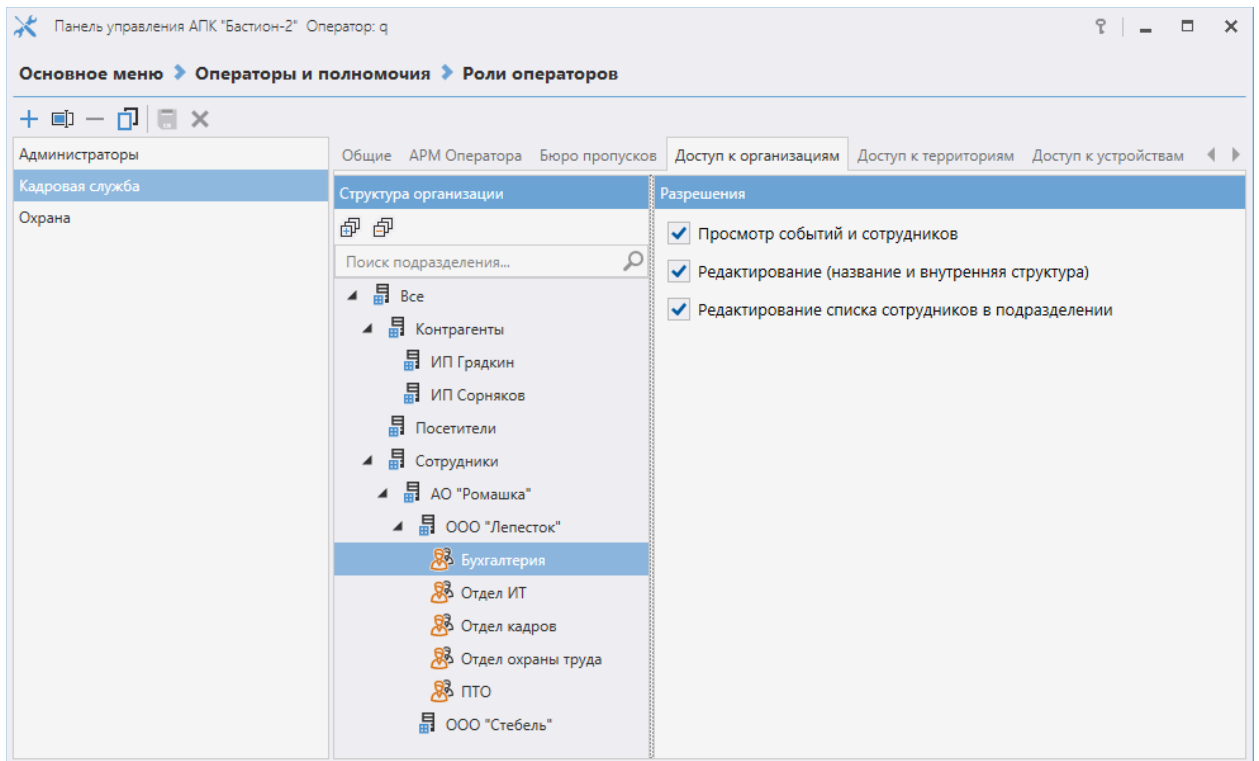 Панель управления АПК "Бастион-2" Оператор: q
Основное меню Операторы и полномочия Роли операторов
Администраторы
Кадровая служба
Охрана
Общие АРМ Оператора Бюро пропусков Доступ к организациям Доступ к территориям Доступ к устройствам
Структура организации
Поиск подразделения...
Все
Контрагенты
ИП Грядкин
ИП Сорняков
Посетители
Сотрудники
АО "Ромашка"
ООО "Лепесток"
Бухгалтерия
Отдел ИТ
Отдел кадров
Отдел охраны труда
ПТО
ООО "Стебель"
Разрешения
Просмотр событий и сотрудников
Редактирование (название и внутренняя структура)
Редактирование списка сотрудников в подразделении